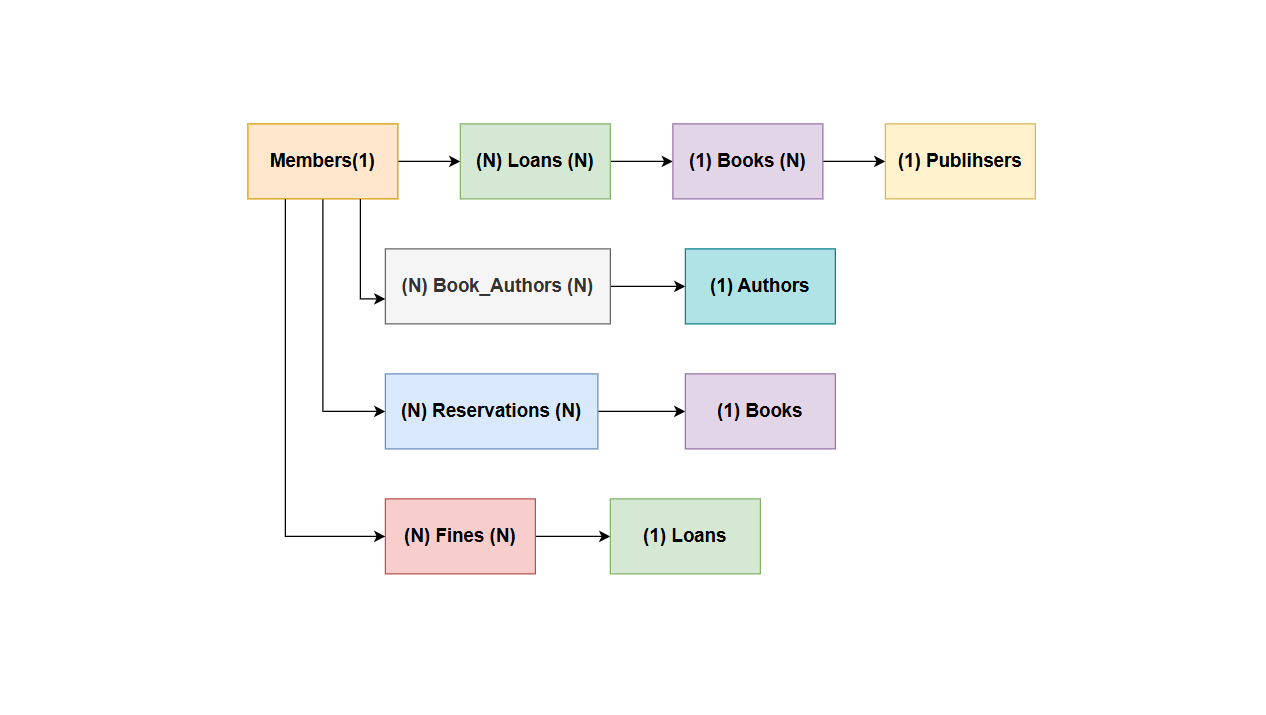 Members(1)
(N) Loans (N)
(1) Books (N)
(1) Publihsers
(N) Book_Authors (N)
(1) Authors
(N) Reservations (N)
(1) Books
(N) Fines (N)
(1) Loans